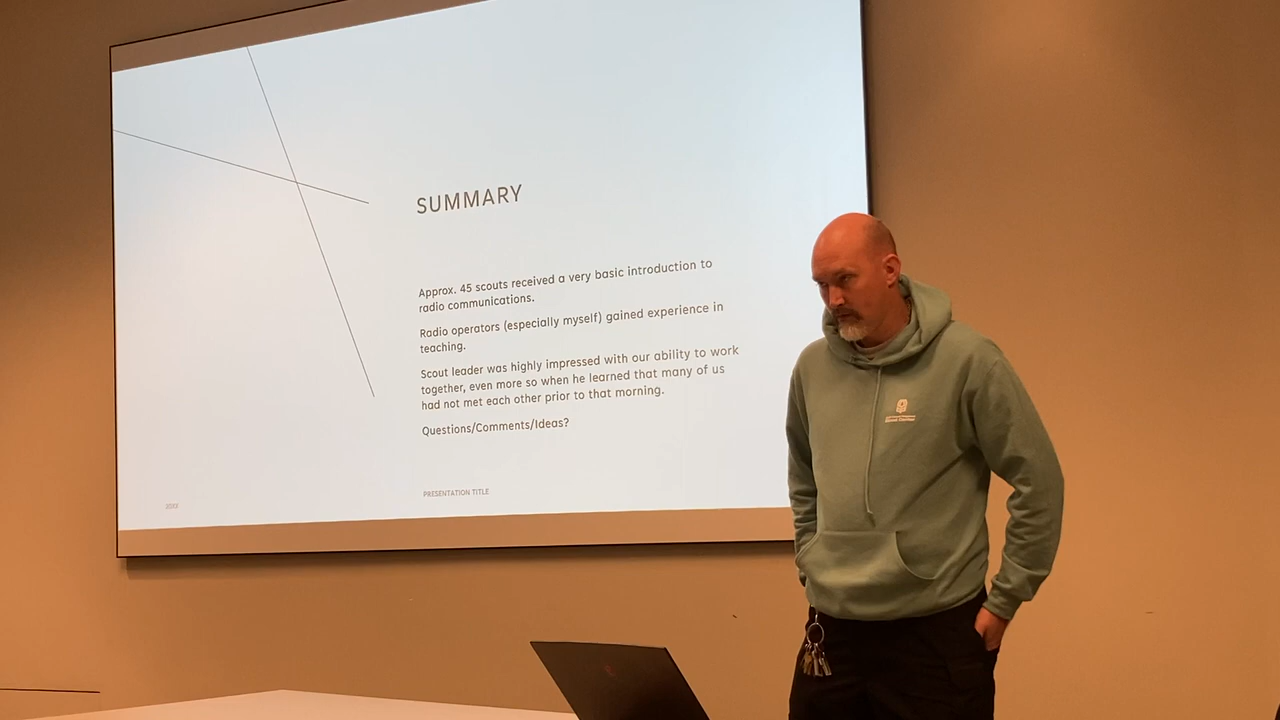 SUMMARY
Approx. 45 scouts received a very basic introduction to
radio communications.
Radio operators (especially myself) gained experience in
teaching.
Scout leader was highly impressed with our ability to work
together, even more so when he learned that many of us
had not met each other prior to that morning.
Questions/Comments/Ideas?
20XX
PRESENTATION TITLE